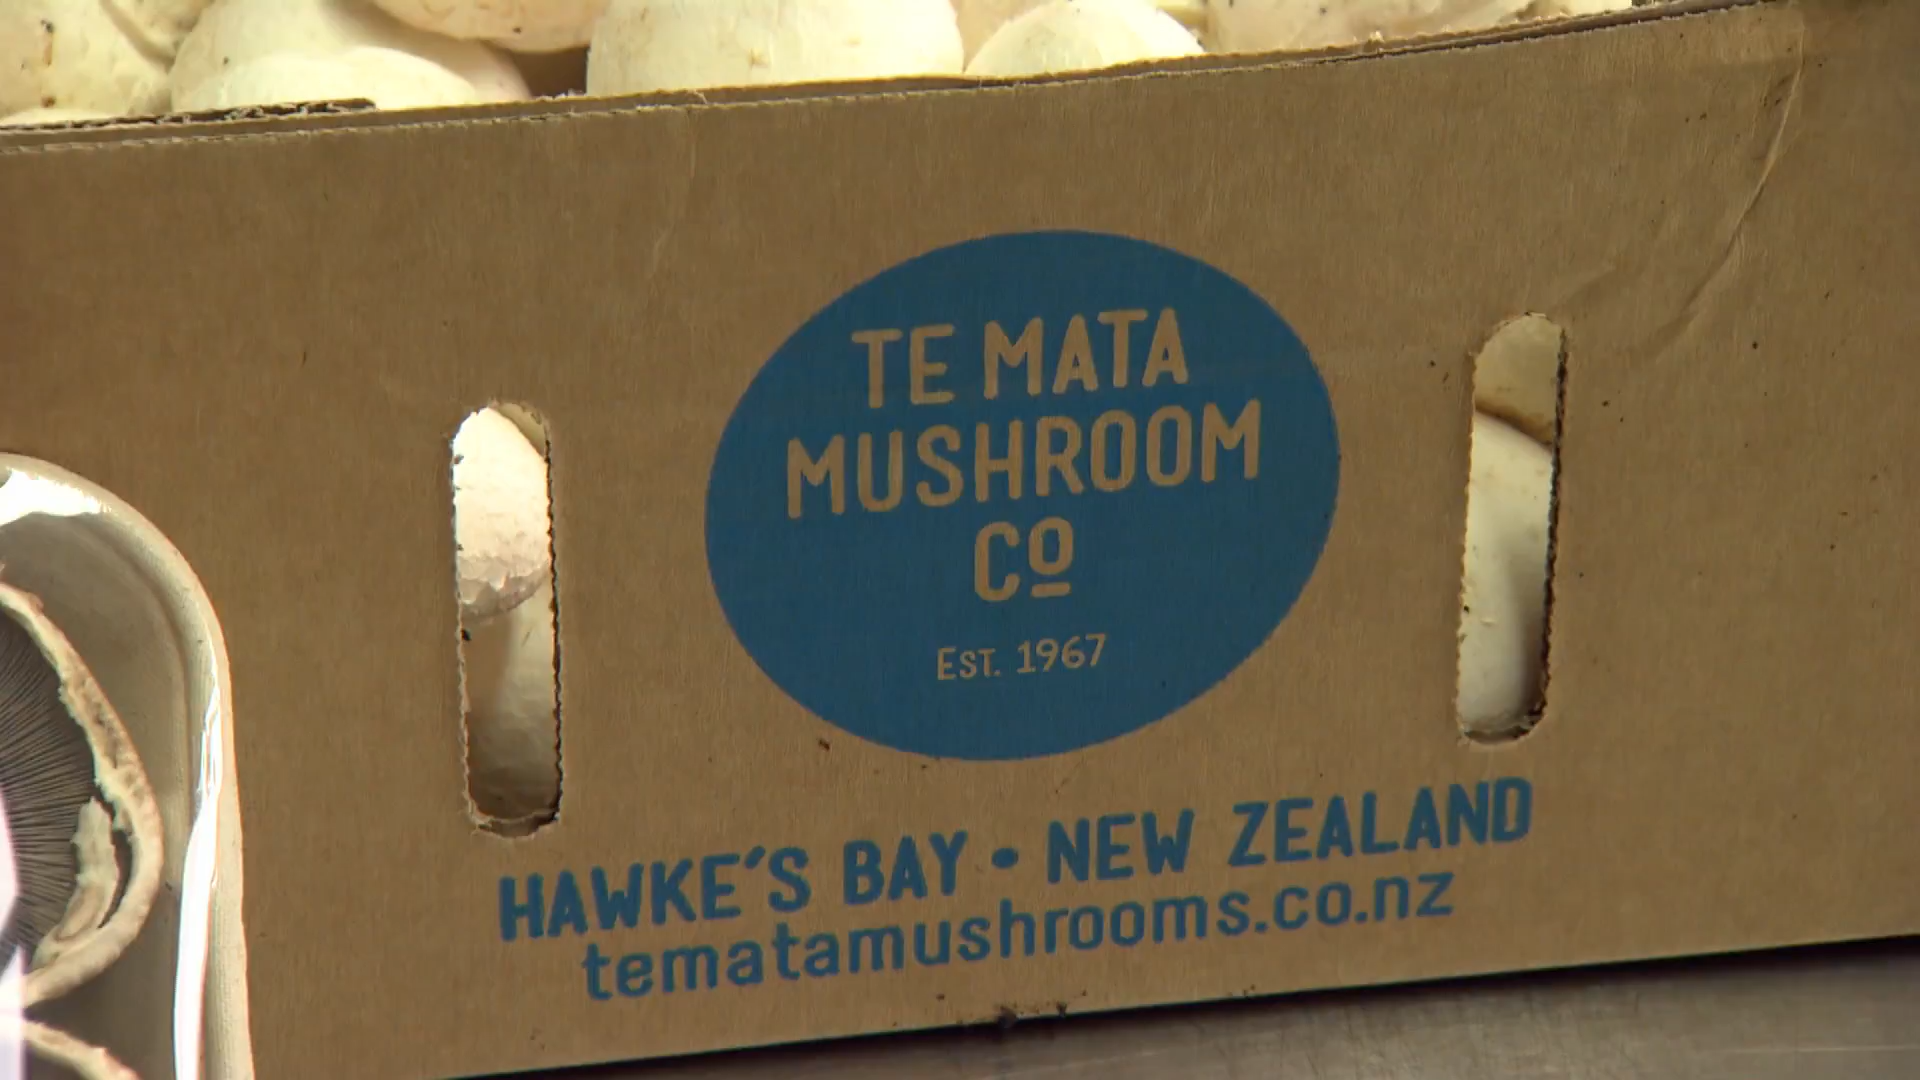 TE MATA
MUSHROOM
Co
EST. 1967
HAWKE'S BAY • NEW ZEALAND
tematamushrooms.co.nz